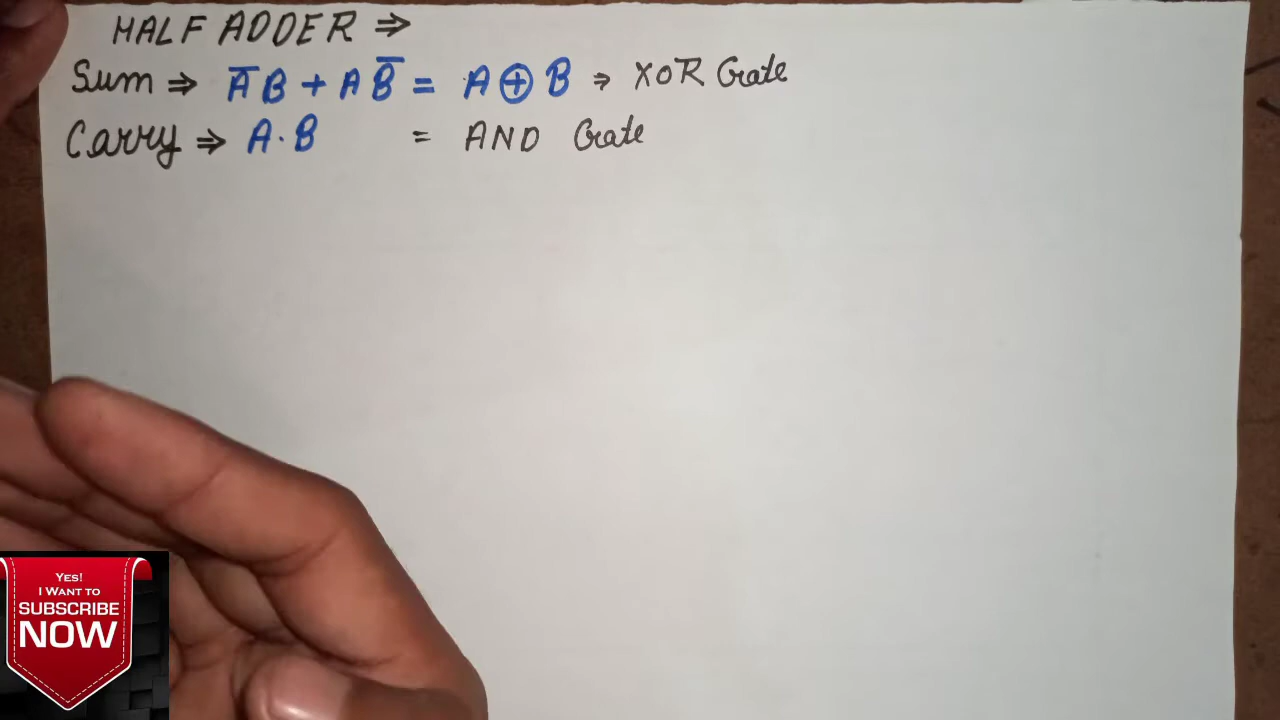 HALF ADDER ⇒
Sum ⇒ A̅B + AB̅ = A⊕B ⇒ XOR Gate
Carry ⇒ A·B = AND Gate
YES!
I WANT TO
SUBSCRIBE
NOW